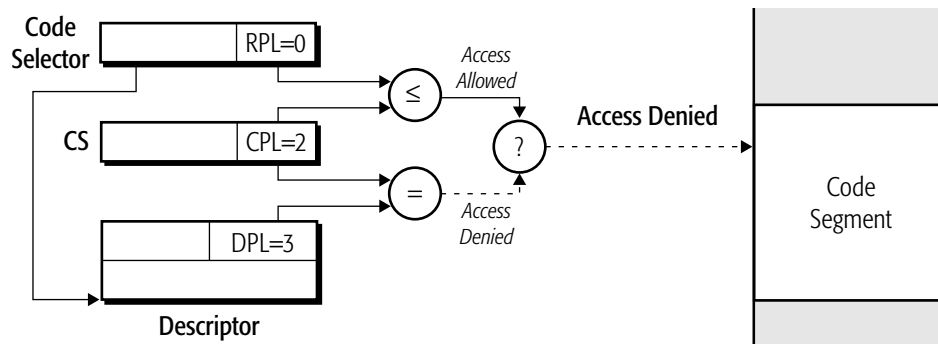 Code
Selector
RPL=0
Access
Allowed
≤
CS
CPL=2
?
Access Denied
=
Access
Denied
DPL=3
Code
Segment
Descriptor